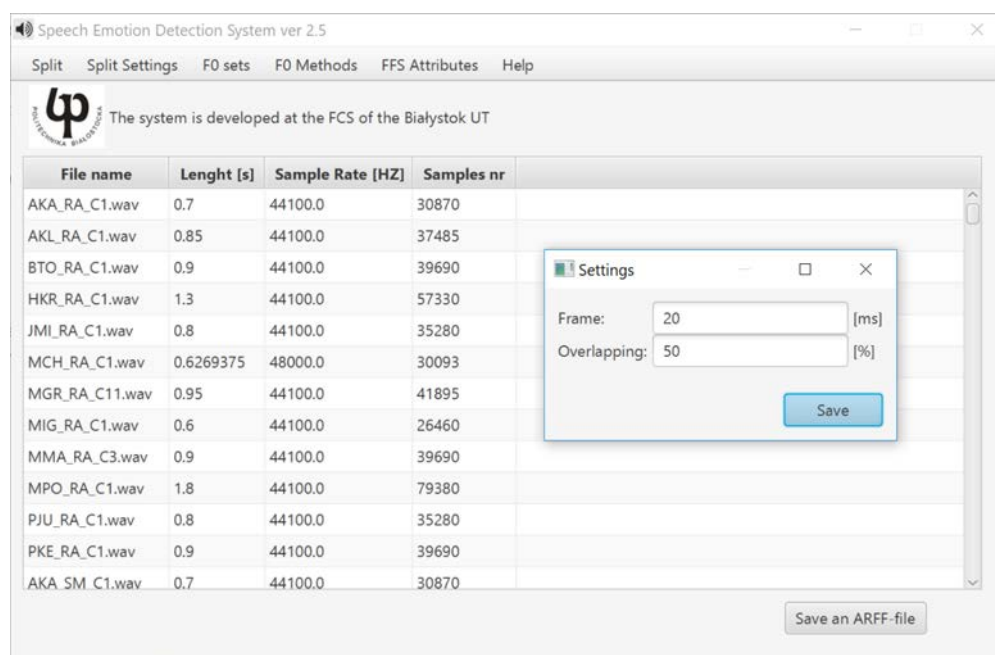 Speech Emotion Detection System ver 2.5
Split Split Settings F0 sets F0 Methods FFS Attributes Help
POLITECHNIKA BIAŁOSTOCKA
The system is developed at the FCS of the Białystok UT
File name Lenght [s] Sample Rate [HZ] Samples nr
AKA_RA_C1.wav 0.7 44100.0 30870
AKL_RA_C1.wav 0.85 44100.0 37485
BTO_RA_C1.wav 0.9 44100.0 39690
HKR_RA_C1.wav 1.3 44100.0 57330
JMI_RA_C1.wav 0.8 44100.0 35280
MCH_RA_C1.wav 0.6269375 48000.0 30093
MGR_RA_C11.wav 0.95 44100.0 41895
MIG_RA_C1.wav 0.6 44100.0 26460
MMA_RA_C3.wav 0.9 44100.0 39690
MPO_RA_C1.wav 1.8 44100.0 79380
PJU_RA_C1.wav 0.8 44100.0 35280
PKE_RA_C1.wav 0.9 44100.0 39690
AKA_SM_C1.wav 0.7 44100.0 30870
Settings
Frame: 20 [ms]
Overlapping: 50 [%]
Save
Save an ARFF-file